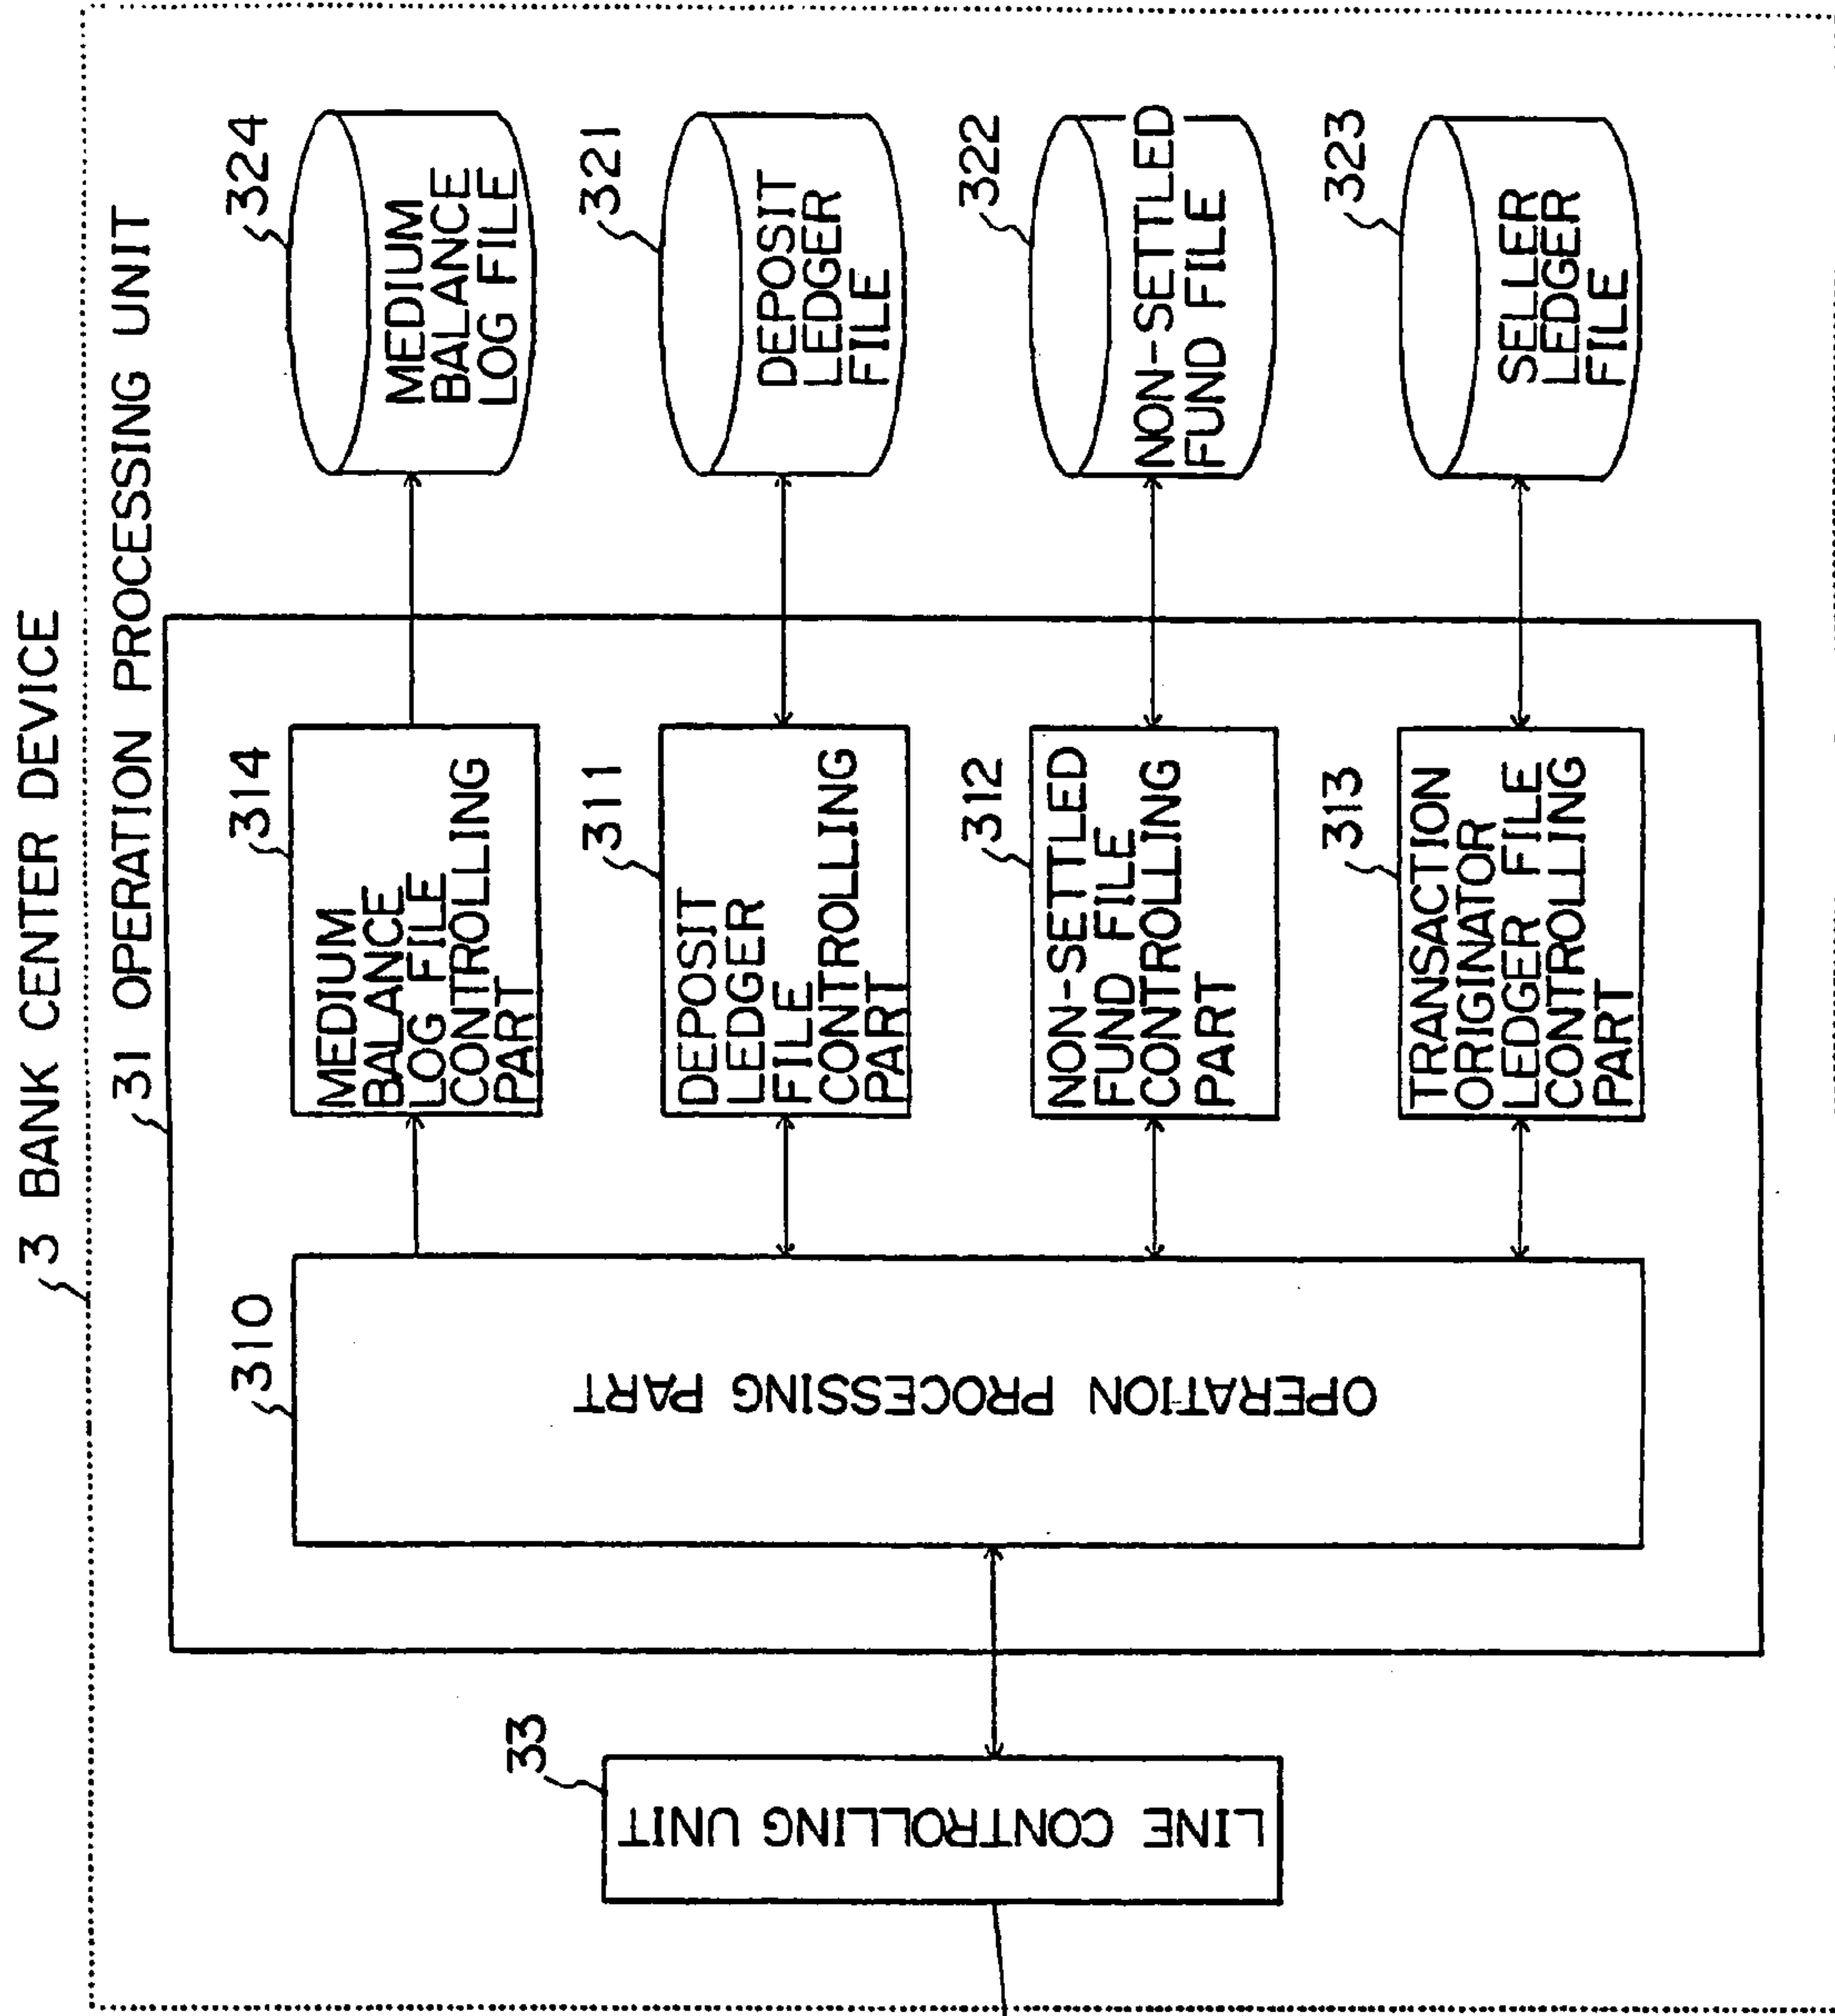 3 BANK CENTER DEVICE
31 OPERATION PROCESSING UNIT
33
LINE CONTROLLING UNIT
310
OPERATION PROCESSING PART
314
MEDIUM
BALANCE
LOG FILE
CONTROLLING
PART
324
MEDIUM
BALANCE
LOG FILE
311
DEPOSIT
LEDGER
FILE
CONTROLLING
PART
321
DEPOSIT
LEDGER
FILE
312
NON-SETTLED
FUND FILE
CONTROLLING
PART
322
NON-SETTLED
FUND FILE
313
TRANSACTION
ORIGINATOR
LEDGER FILE
CONTROLLING
PART
323
SELLER
LEDGER
FILE